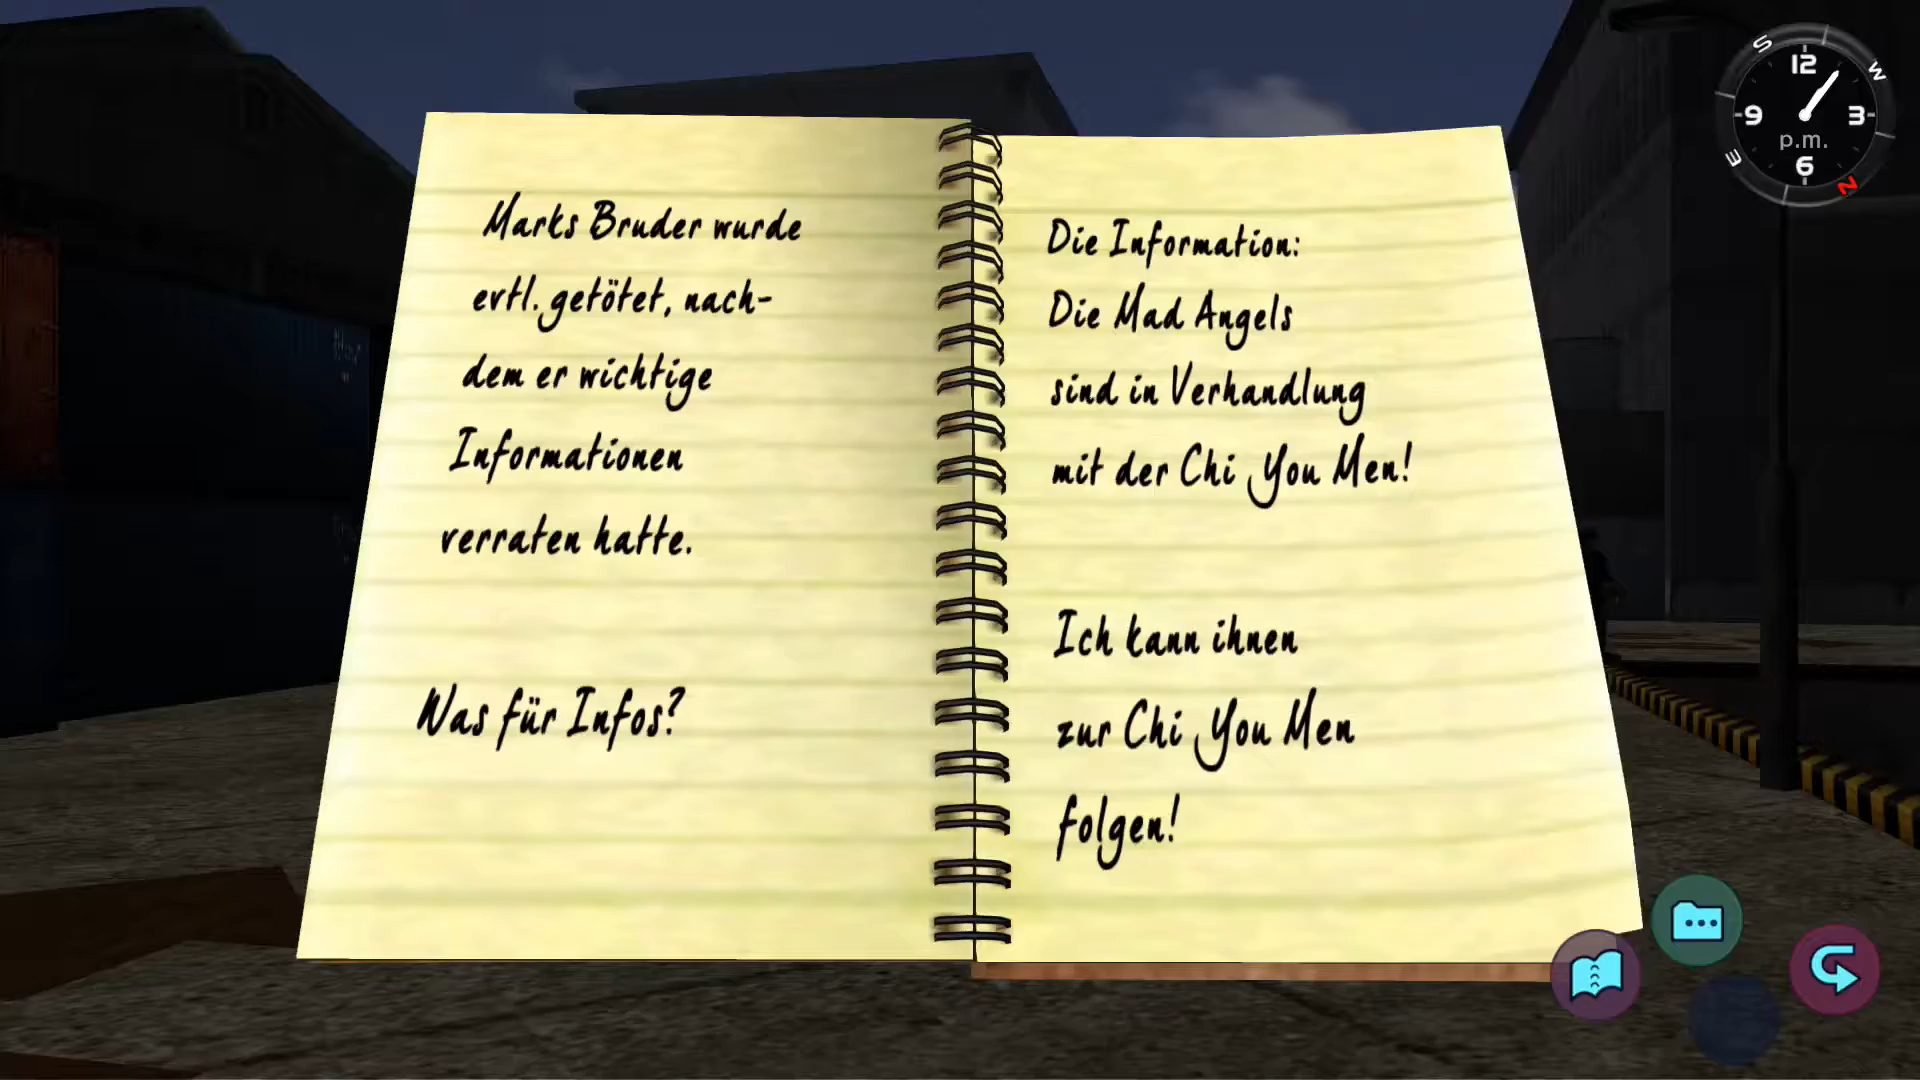 Marks Bruder wurde
evtl. getötet, nach-
dem er wichtige
Informationen
verraten hatte.
Was für Infos?
Die Information:
Die Mad Angels
sind in Verhandlung
mit der Chi You Men!
Ich kann ihnen
zur Chi You Men
folgen!
S
W
12
9
3
p.m.
6
E
N